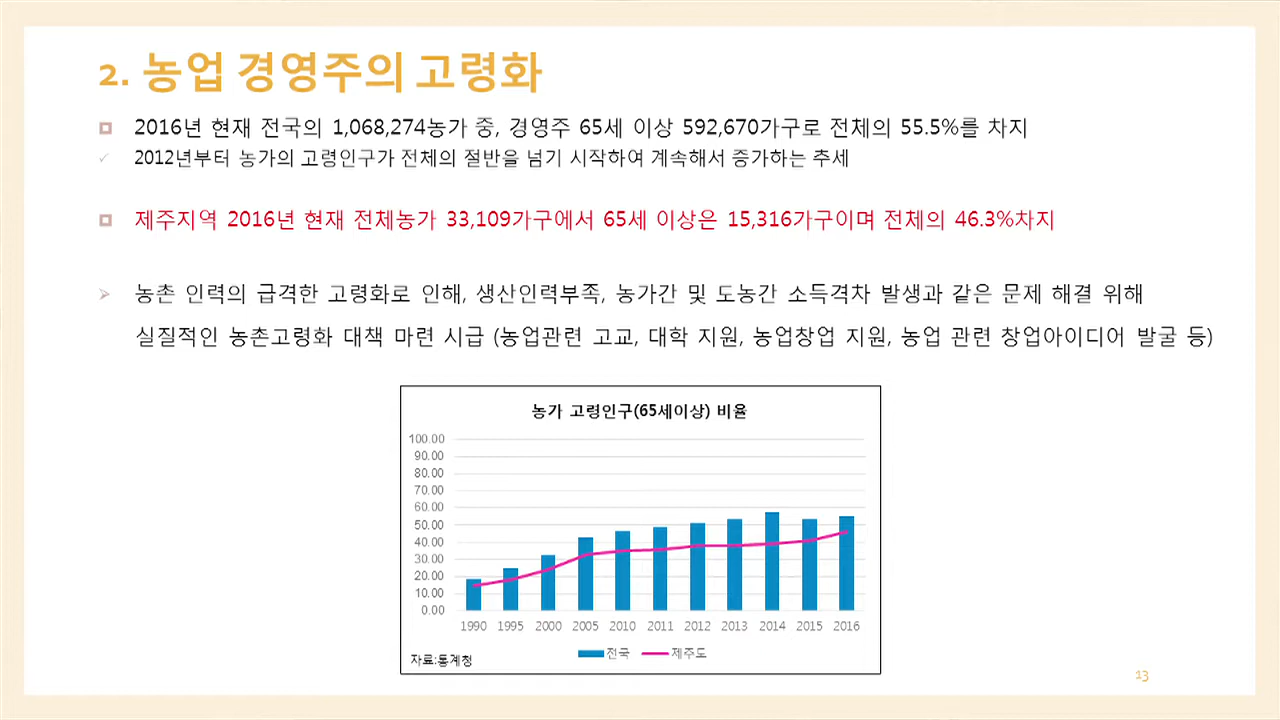 2. 농업 경영주의 고령화
2016년 현재 전국의 1,068,274농가 중, 경영주 65세 이상 592,670가구로 전체의 55.5%를 차지
2012년부터 농가의 고령인구가 전체의 절반을 넘기 시작하여 계속해서 증가하는 추세
제주지역 2016년 현재 전체농가 33,109가구에서 65세 이상은 15,316가구이며 전체의 46.3%차지
농촌 인력의 급격한 고령화로 인해, 생산인력부족, 농가간 및 도농간 소득격차 발생과 같은 문제 해결 위해
실질적인 농촌고령화 대책 마련 시급 (농업관련 고교, 대학 지원, 농업창업 지원, 농업 관련 창업아이디어 발굴 등)
농가 고령인구(65세이상) 비율
100.00
90.00
80.00
70.00
60.00
50.00
40.00
30.00
20.00
10.00
0.00
1990 1995 2000 2005 2010 2011 2012 2013 2014 2015 2016
전국 제주도
자료:통계청
13